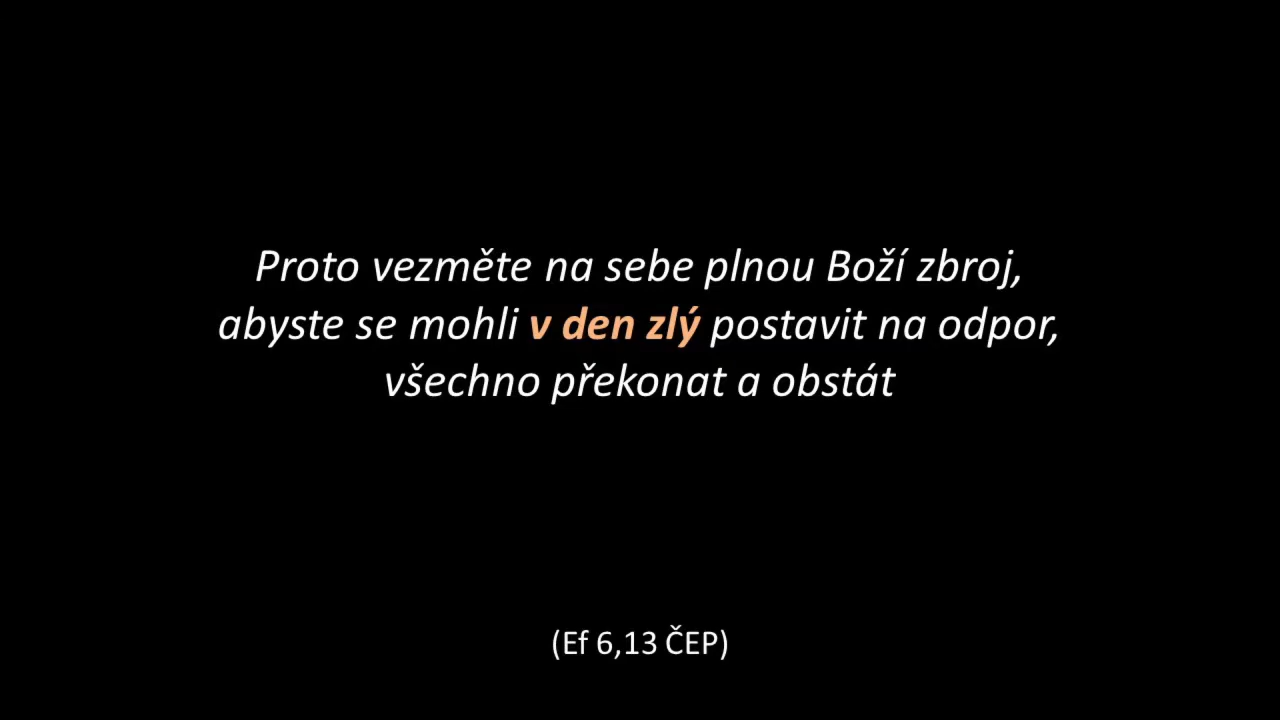 Proto vezměte na sebe plnou Boží zbroj,
abyste se mohli v den zlý postavit na odpor,
všechno překonat a obstát
(Ef 6,13 ČEP)